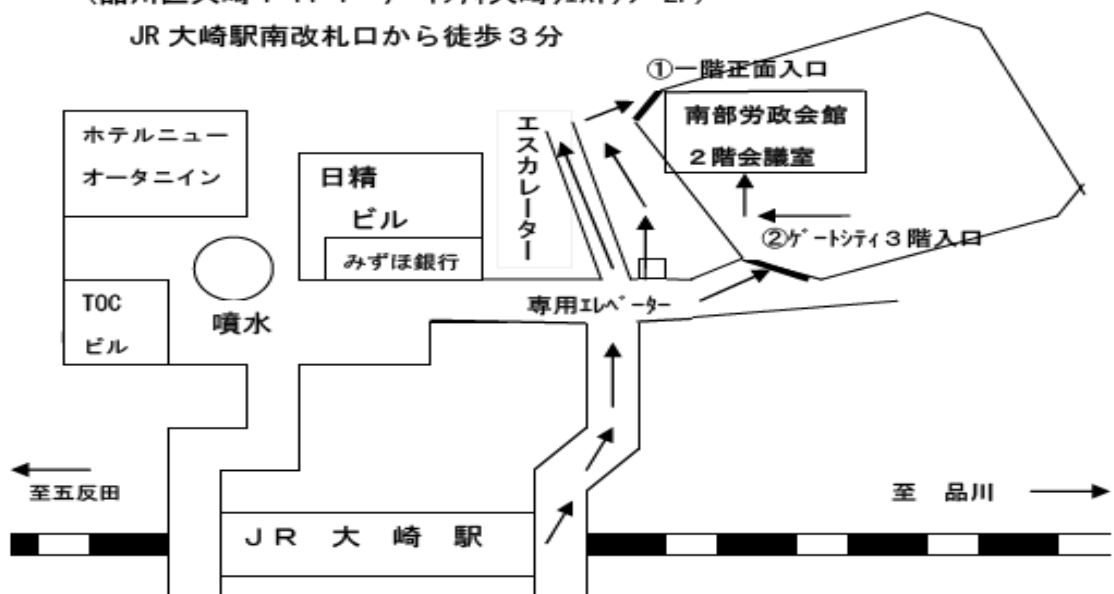 JR 大崎駅南改札口から徒歩３分
①一階正面入口
南部労政会館
２階会議室
エスカレーター
ホテルニュー
オータニイン
日精
ビル
みずほ銀行
②ｹﾞｰﾄｼﾃｨ３階入口
TOC
ビル
噴水
専用ｴﾚﾍﾞｰﾀｰ
至五反田
至　品川
ＪＲ　大　崎　駅